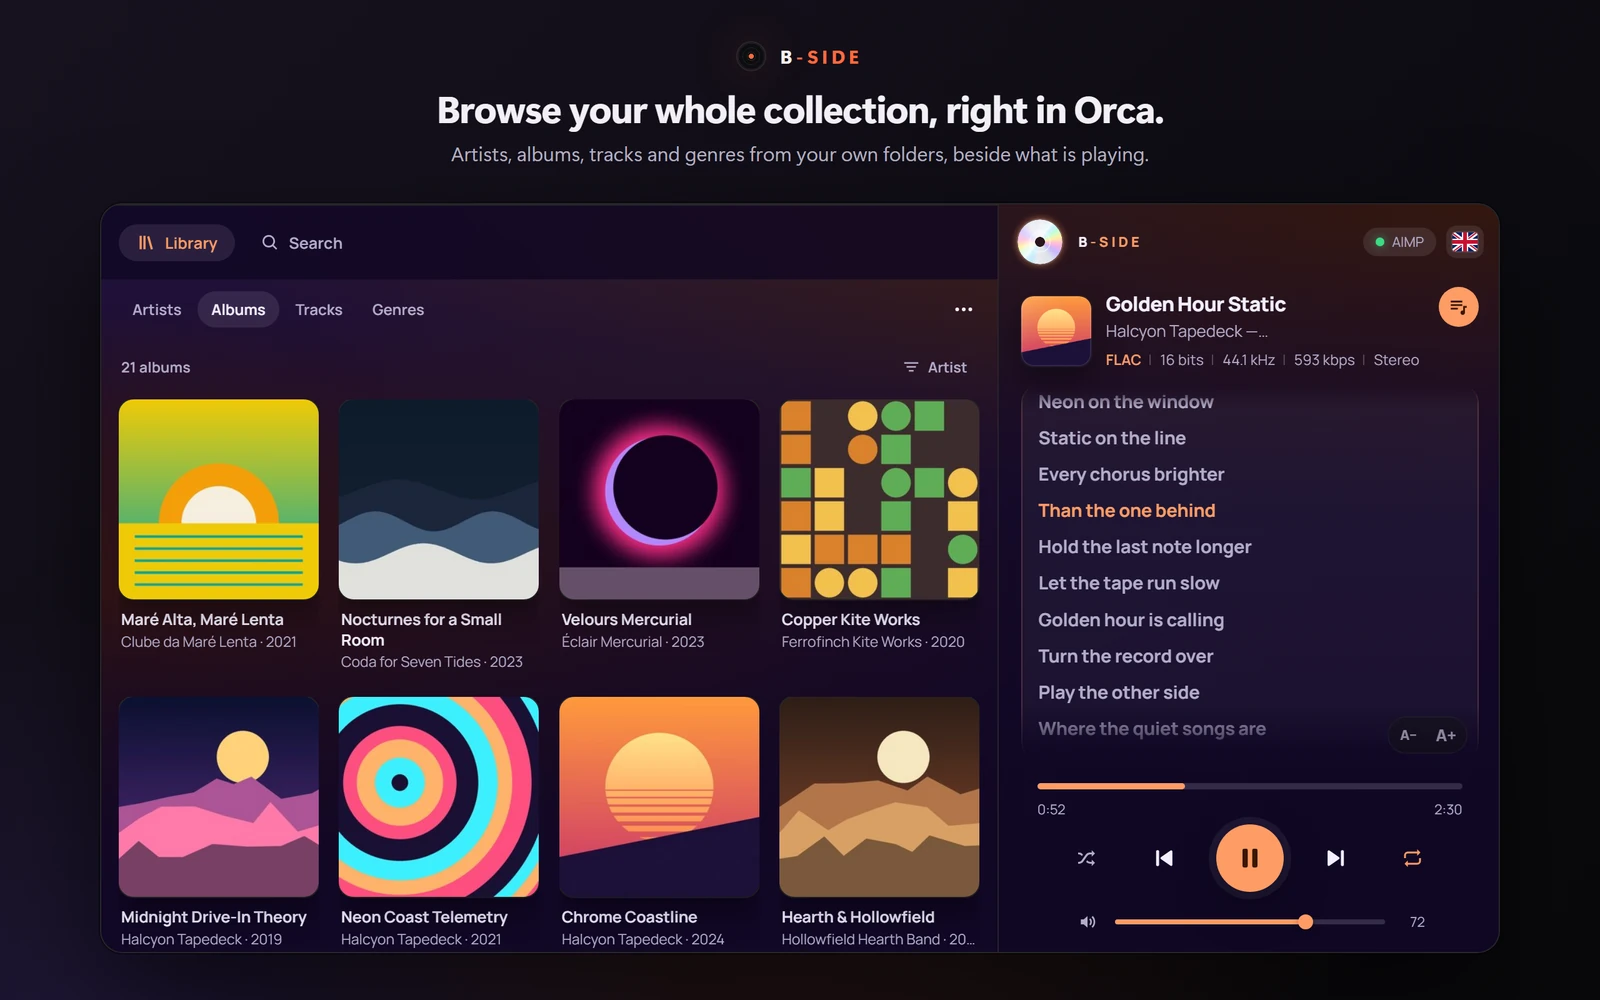 B-SIDE
Browse your whole collection, right in Orca.
Artists, albums, tracks and genres from your own folders, beside what is playing.
Library
Search
Artists
Albums
Tracks
Genres
21 albums
Artist
Maré Alta, Maré Lenta
Clube da Maré Lenta · 2021
Nocturnes for a Small
Room
Coda for Seven Tides · 2023
Velours Mercurial
Éclair Mercurial · 2023
Copper Kite Works
Ferrofinch Kite Works · 2020
Midnight Drive-In Theory
Halcyon Tapedeck · 2019
Neon Coast Telemetry
Halcyon Tapedeck · 2021
Chrome Coastline
Halcyon Tapedeck · 2024
Hearth & Hollowfield
Hollowfield Hearth Band · 20…
B-SIDE
AIMP
Golden Hour Static
Halcyon Tapedeck —…
FLAC | 16 bits | 44.1 kHz | 593 kbps | Stereo
Neon on the window
Static on the line
Every chorus brighter
Than the one behind
Hold the last note longer
Let the tape run slow
Golden hour is calling
Turn the record over
Play the other side
Where the quiet songs are
A− A+
0:52
2:30
72